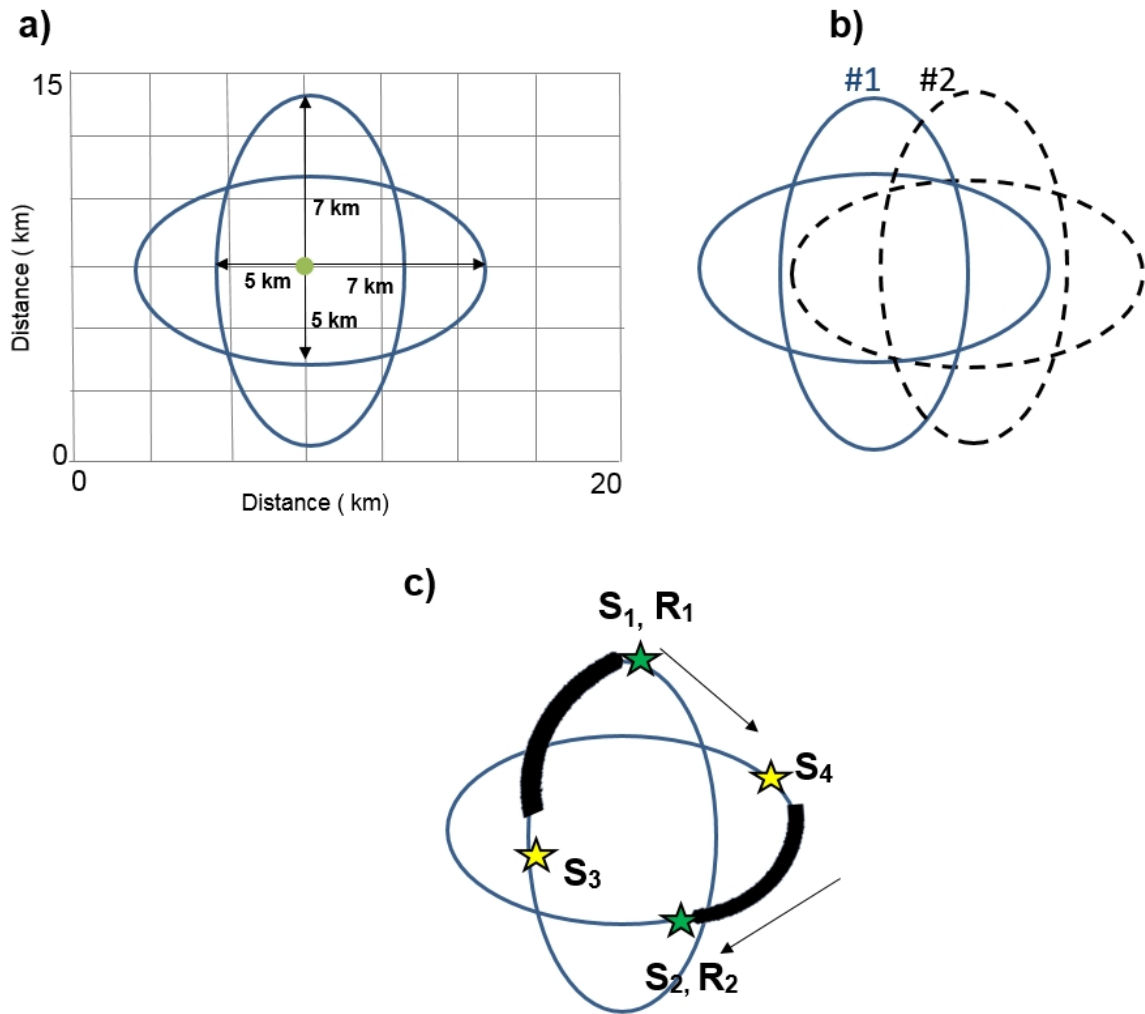 a)
15
7 km
5 km
7 km
5 km
0
0
20
Distance ( km)
Distance ( km)
b)
#1
#2
c)
S₁, R₁
S₄
S₃
S₂, R₂